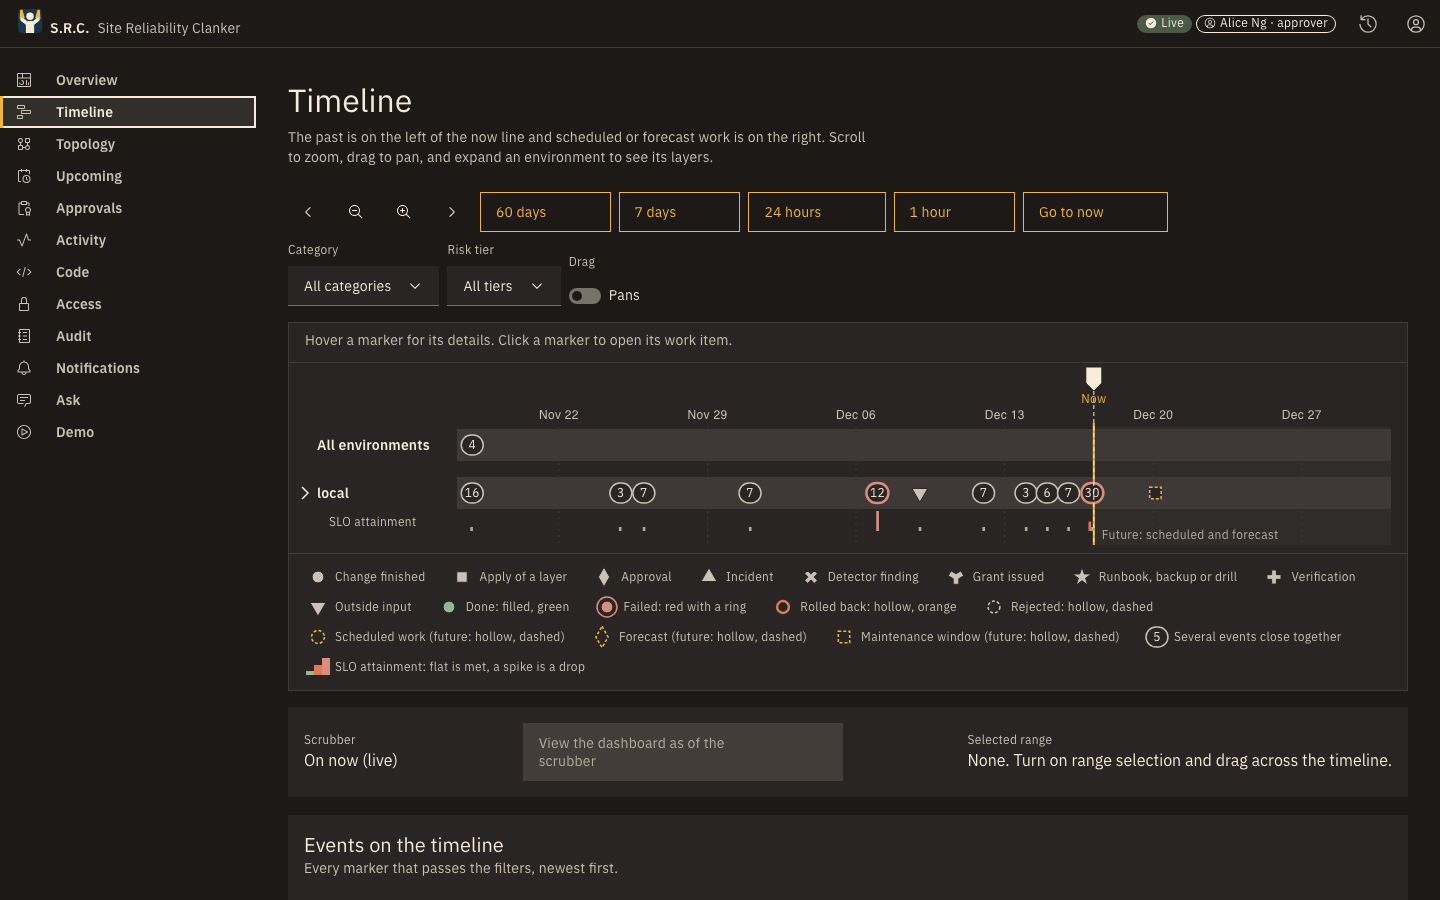 S.R.C. Site Reliability Clanker
Live
Alice Ng · approver
Overview
Timeline
Topology
Upcoming
Approvals
Activity
Code
Access
Audit
Notifications
Ask
Demo
Timeline
The past is on the left of the now line and scheduled or forecast work is on the right. Scroll
to zoom, drag to pan, and expand an environment to see its layers.
60 days
7 days
24 hours
1 hour
Go to now
Category
Risk tier
Drag
All categories
All tiers
Pans
Hover a marker for its details. Click a marker to open its work item.
Now
Nov 22 Nov 29 Dec 06 Dec 13 Dec 20 Dec 27
All environments 4
local 16 3 7 7 12 7 3 6 7 30
SLO attainment
Future: scheduled and forecast
Change finished Apply of a layer Approval Incident Detector finding Grant issued Runbook, backup or drill Verification
Outside input Done: filled, green Failed: red with a ring Rolled back: hollow, orange Rejected: hollow, dashed
Scheduled work (future: hollow, dashed) Forecast (future: hollow, dashed) Maintenance window (future: hollow, dashed) 5 Several events close together
SLO attainment: flat is met, a spike is a drop
Scrubber
On now (live)
View the dashboard as of the
scrubber
Selected range
None. Turn on range selection and drag across the timeline.
Events on the timeline
Every marker that passes the filters, newest first.